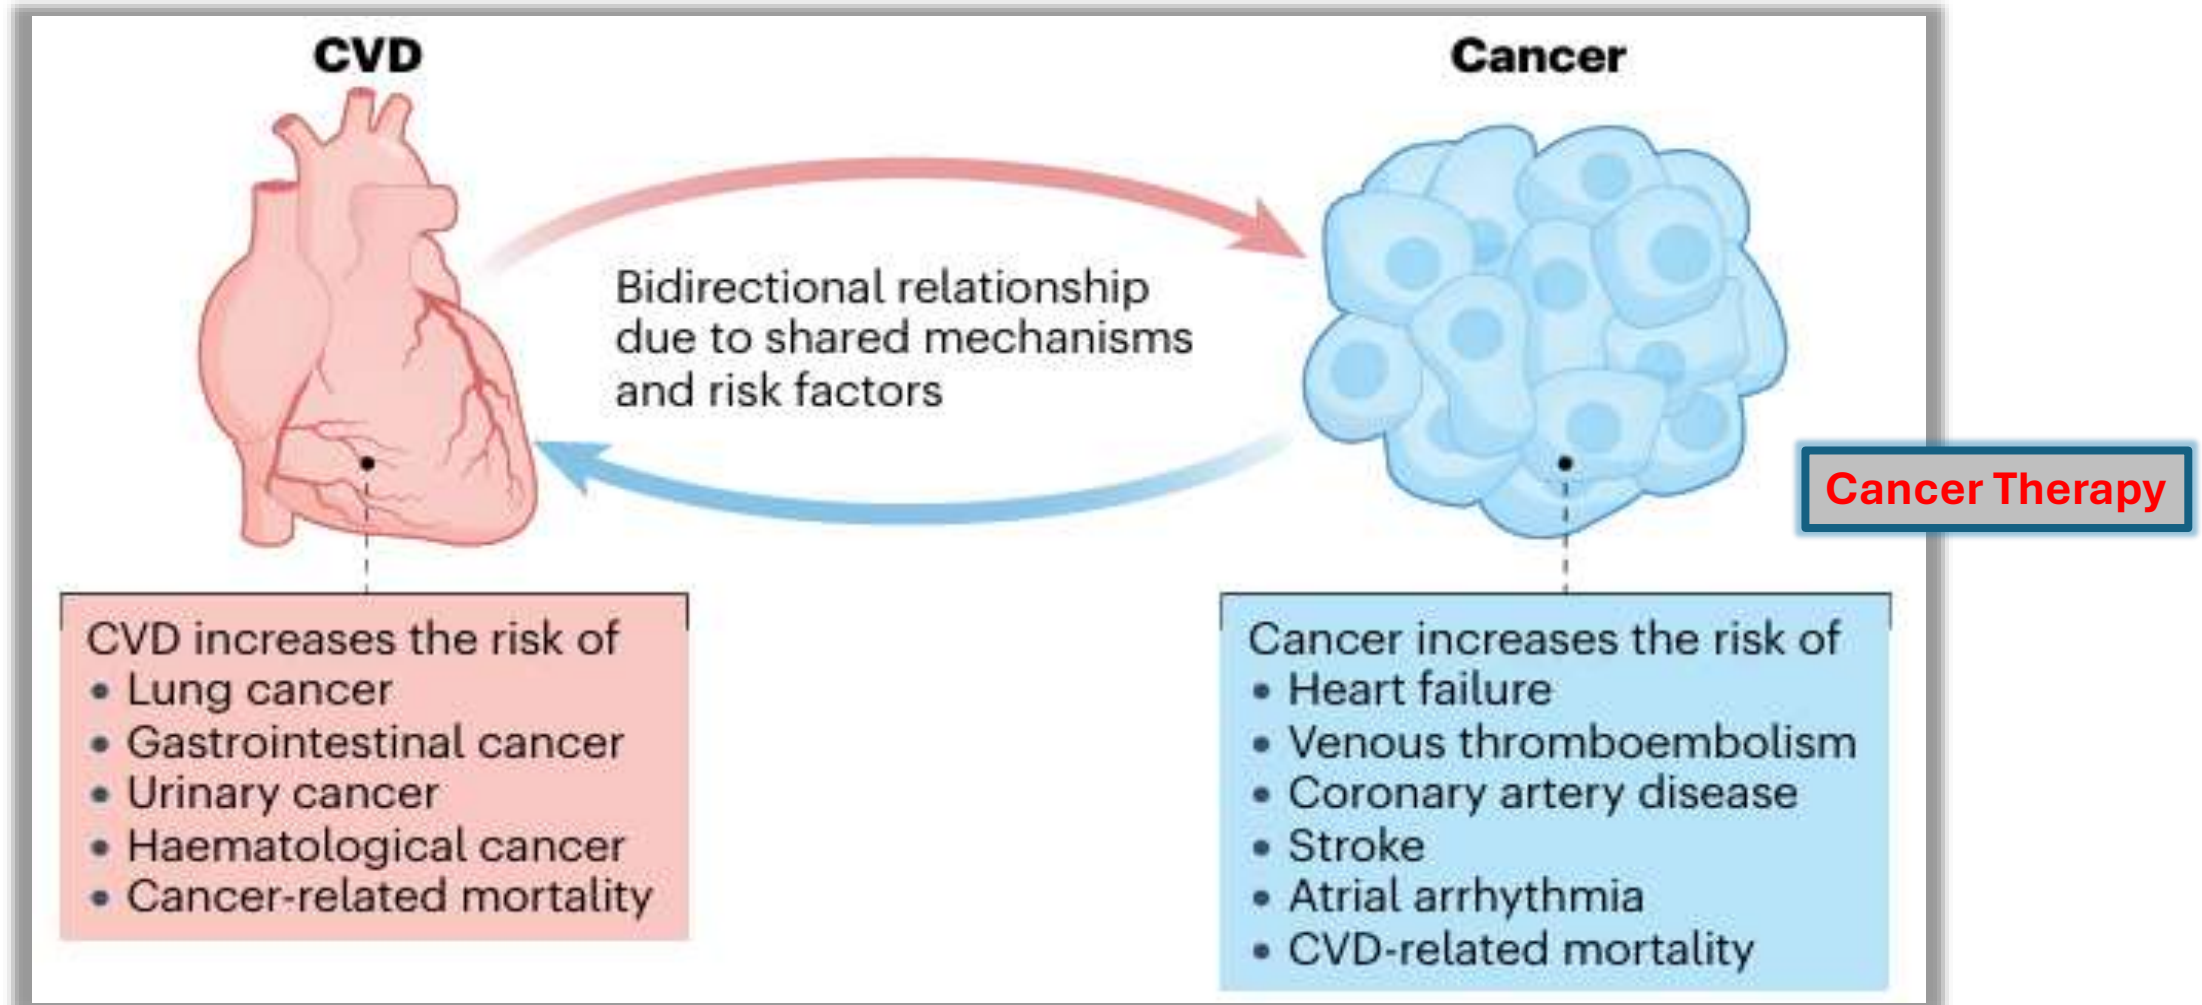 CVD
Cancer
Bidirectional relationship
due to shared mechanisms
and risk factors
Cancer Therapy
CVD increases the risk of
• Lung cancer
• Gastrointestinal cancer
• Urinary cancer
• Haematological cancer
• Cancer-related mortality
Cancer increases the risk of
• Heart failure
• Venous thromboembolism
• Coronary artery disease
• Stroke
• Atrial arrhythmia
• CVD-related mortality